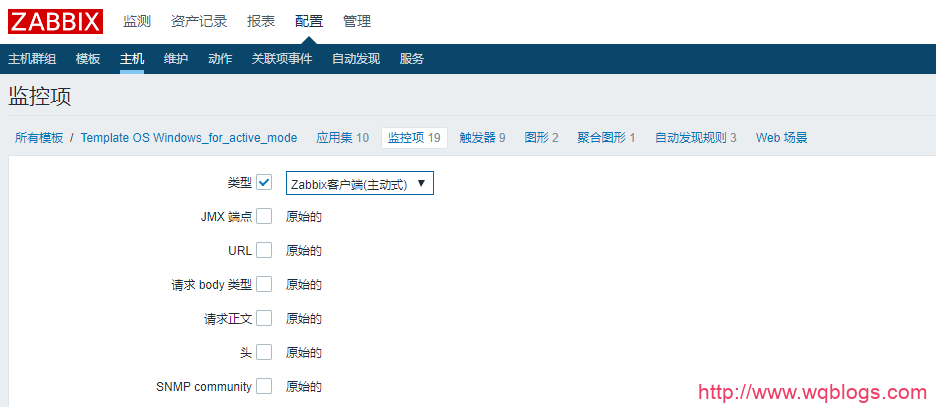 ZABBIX 监测 资产记录 报表 配置 管理
主机群组 模板 主机 维护 动作 关联项事件 自动发现 服务
监控项
所有模板 / Template OS Windows_for_active_mode 应用集 10 监控项 19 触发器 9 图形 2 聚合图形 1 自动发现规则 3 Web 场景
类型 Zabbix客户端(主动式)
JMX 端点 原始的
URL 原始的
请求 body 类型 原始的
请求正文 原始的
头 原始的
SNMP community 原始的
http://www.wqblogs.com